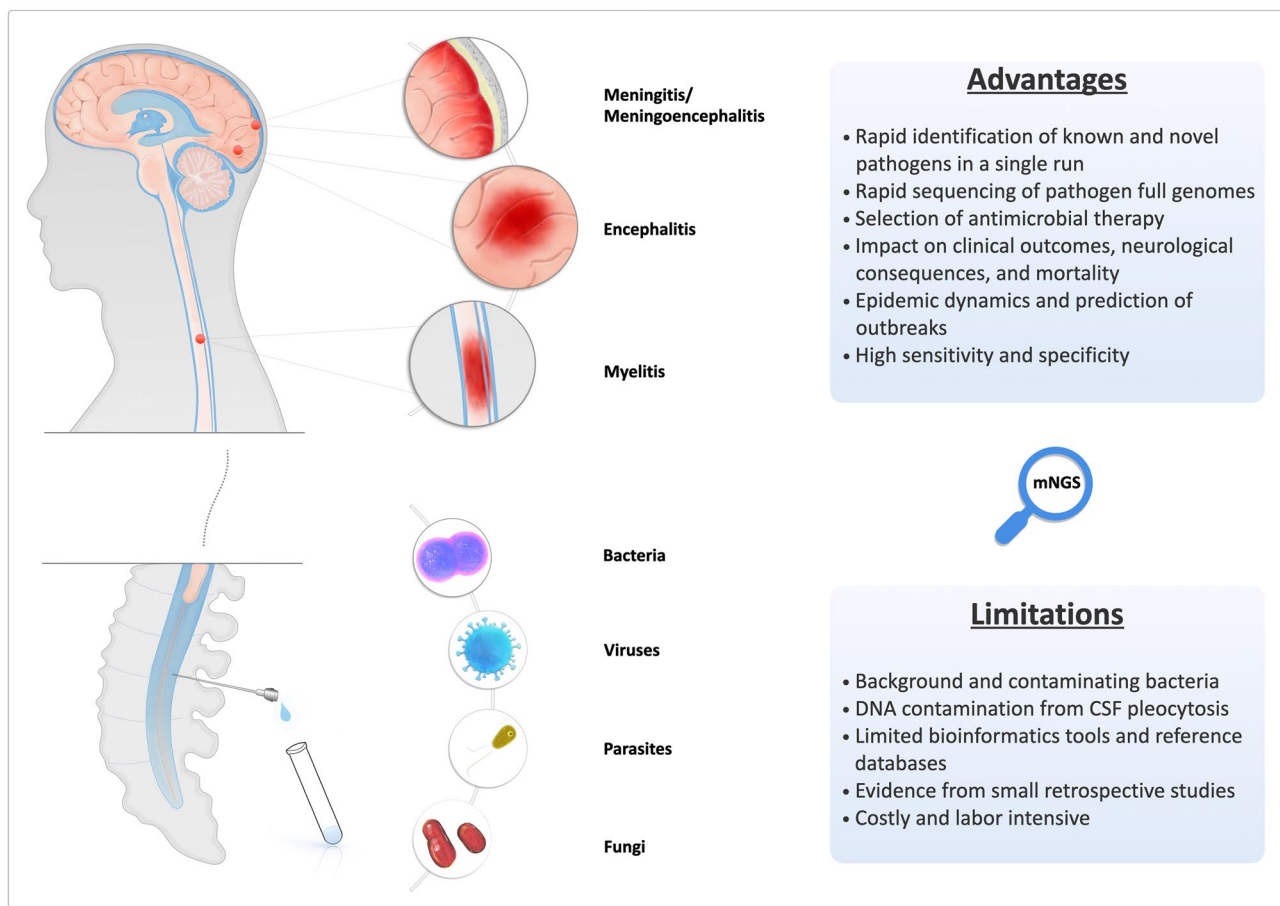 Meningitis/
Meningoencephalitis
Encephalitis
Myelitis
Bacteria
Viruses
Parasites
Fungi
Advantages
• Rapid identification of known and novel
pathogens in a single run
• Rapid sequencing of pathogen full genomes
• Selection of antimicrobial therapy
• Impact on clinical outcomes, neurological
consequences, and mortality
• Epidemic dynamics and prediction of
outbreaks
• High sensitivity and specificity
mNGS
Limitations
• Background and contaminating bacteria
• DNA contamination from CSF pleocytosis
• Limited bioinformatics tools and reference
databases
• Evidence from small retrospective studies
• Costly and labor intensive